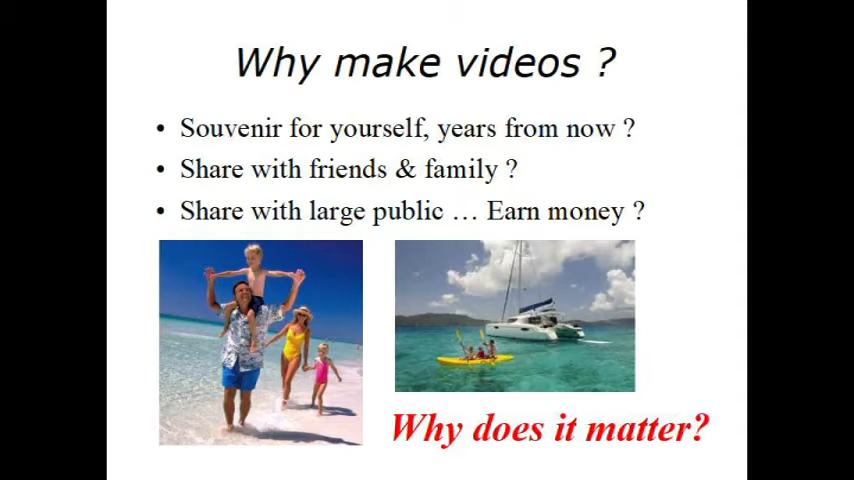 Why make videos ?
• Souvenir for yourself, years from now ?
• Share with friends & family ?
• Share with large public … Earn money ?
Why does it matter?